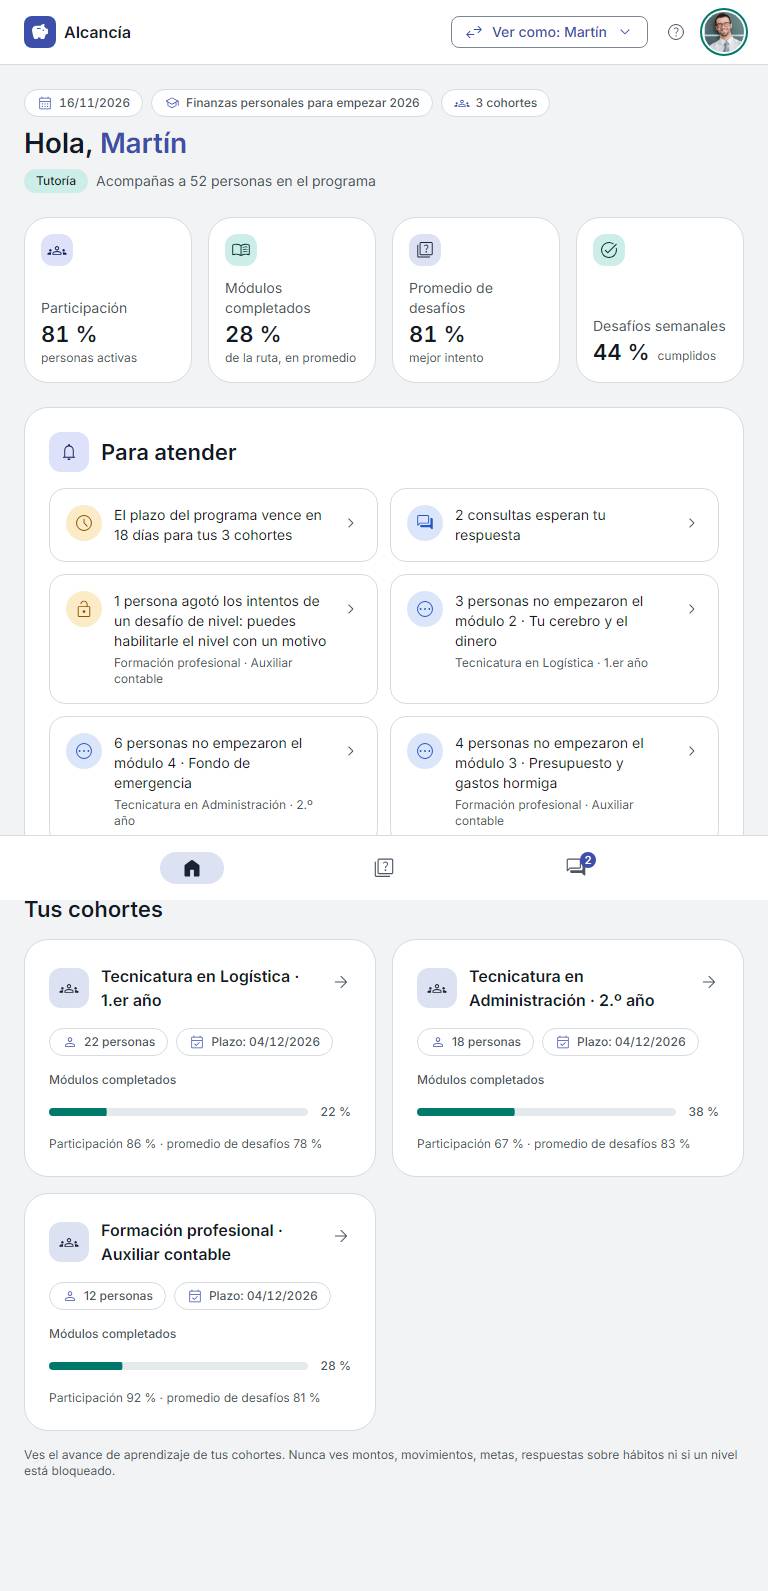 Alcancía
Ver como: Martín
16/11/2026
Finanzas personales para empezar 2026
3 cohortes
Hola, Martín
Tutoría
Acompañas a 52 personas en el programa
Participación
81 %
personas activas
Módulos
completados
28 %
de la ruta, en promedio
Promedio de
desafíos
81 %
mejor intento
Desafíos semanales
44 % cumplidos
Para atender
El plazo del programa vence en
18 días para tus 3 cohortes
2 consultas esperan tu
respuesta
1 persona agotó los intentos de
un desafío de nivel: puedes
habilitarle el nivel con un motivo
Formación profesional · Auxiliar
contable
3 personas no empezaron el
módulo 2 · Tu cerebro y el
dinero
Tecnicatura en Logística · 1.er año
6 personas no empezaron el
módulo 4 · Fondo de
emergencia
Tecnicatura en Administración · 2.º
año
4 personas no empezaron el
módulo 3 · Presupuesto y
gastos hormiga
Formación profesional · Auxiliar
contable
2
Tus cohortes
Tecnicatura en Logística ·
1.er año
22 personas
Plazo: 04/12/2026
Módulos completados
22 %
Participación 86 % · promedio de desafíos 78 %
Tecnicatura en
Administración · 2.º año
18 personas
Plazo: 04/12/2026
Módulos completados
38 %
Participación 67 % · promedio de desafíos 83 %
Formación profesional ·
Auxiliar contable
12 personas
Plazo: 04/12/2026
Módulos completados
28 %
Participación 92 % · promedio de desafíos 81 %
Ves el avance de aprendizaje de tus cohortes. Nunca ves montos, movimientos, metas, respuestas sobre hábitos ni si un nivel
está bloqueado.